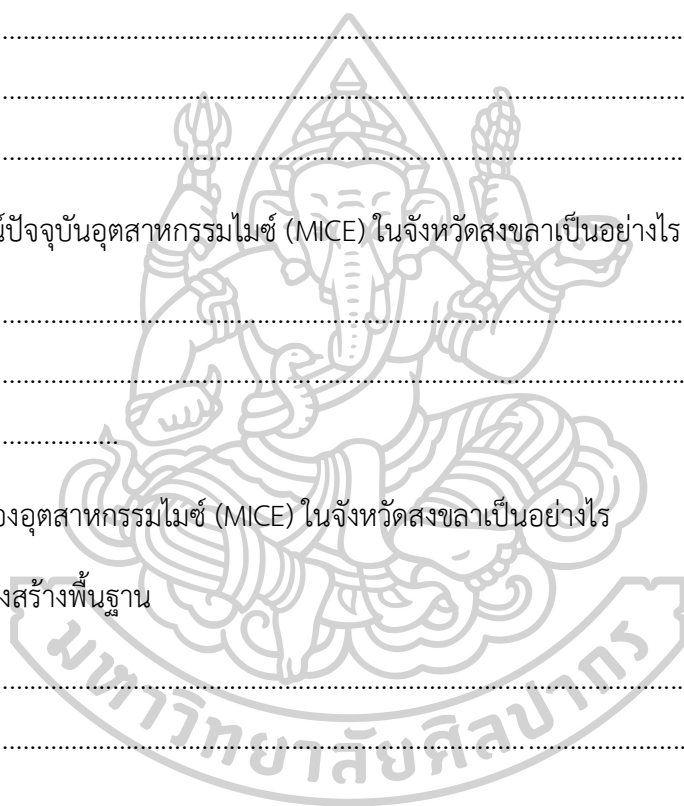 ....................................................................................................
....................................................................................................
....................................................................................................
น์ปัจจุบันอุตสาหกรรมไมซ์ (MICE) ในจังหวัดสงขลาเป็นอย่างไร
....................................................................................................
....................................................................................................
.................
องอุตสาหกรรมไมซ์ (MICE) ในจังหวัดสงขลาเป็นอย่างไร
งสร้างพื้นฐาน
....................................................................................................
....................................................................................................
มหาวิทยาลัยศิลปากร